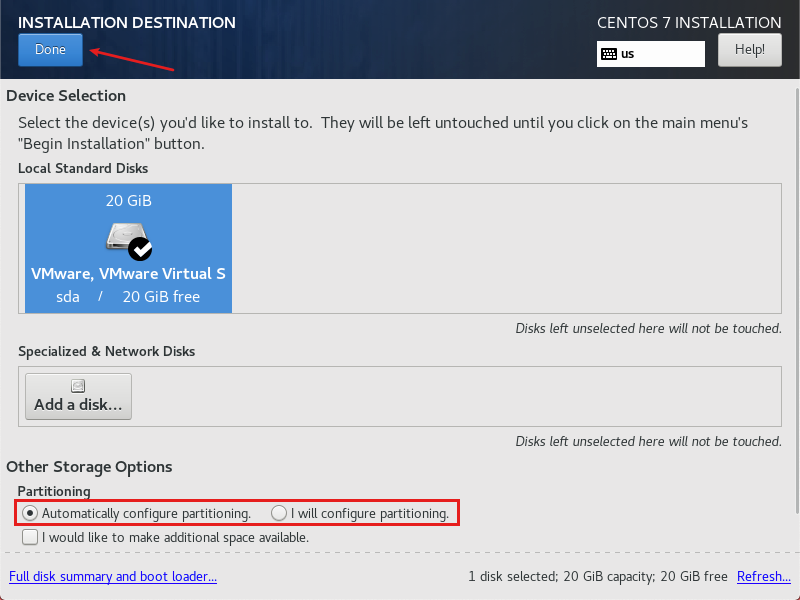 INSTALLATION DESTINATION
CENTOS 7 INSTALLATION
Done
us
Help!
Device Selection
Select the device(s) you'd like to install to.  They will be left untouched until you click on the main menu's
"Begin Installation" button.
Local Standard Disks
20 GiB
VMware, VMware Virtual S
sda / 20 GiB free
Disks left unselected here will not be touched.
Specialized & Network Disks
Add a disk...
Disks left unselected here will not be touched.
Other Storage Options
Partitioning
Automatically configure partitioning. I will configure partitioning.
I would like to make additional space available.
Full disk summary and boot loader... 1 disk selected; 20 GiB capacity; 20 GiB free Refresh...